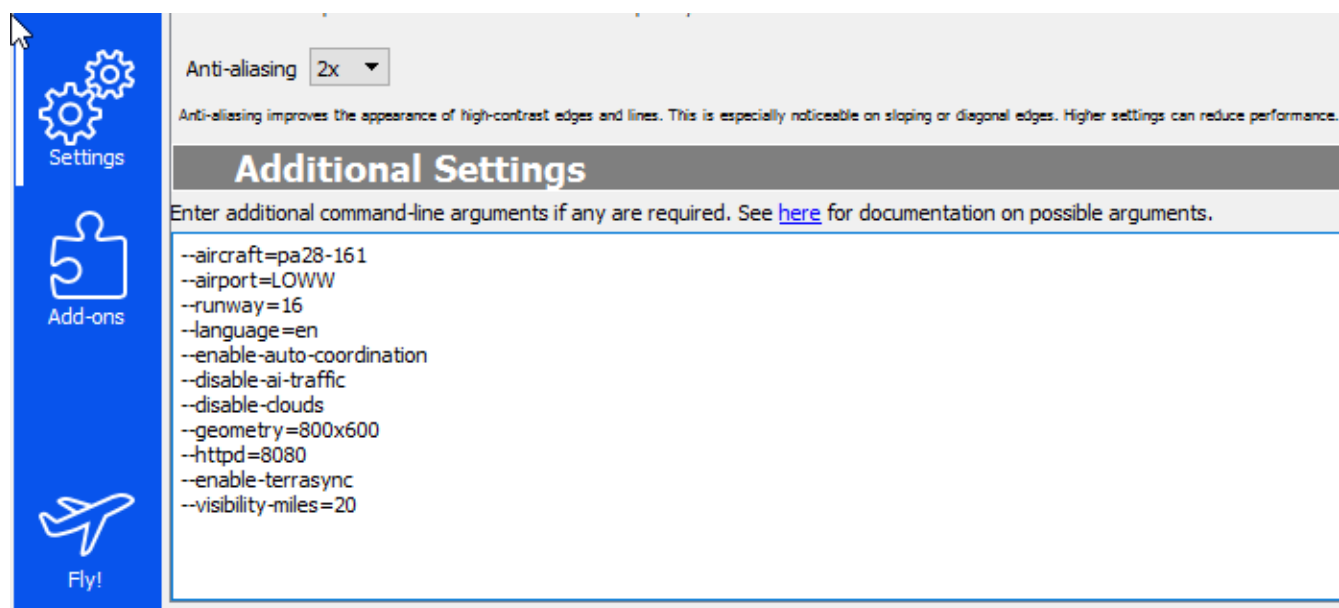 Anti-aliasing 2x
Anti-aliasing improves the appearance of high-contrast edges and lines. This is especially noticeable on sloping or diagonal edges. Higher settings can reduce performance.
Settings
Additional Settings
Enter additional command-line arguments if any are required. See here for documentation on possible arguments.
--aircraft=pa28-161
--airport=LOWW
--runway=16
--language=en
--enable-auto-coordination
--disable-ai-traffic
--disable-clouds
--geometry=800x600
--httpd=8080
--enable-terrasync
--visibility-miles=20
Add-ons
Fly!